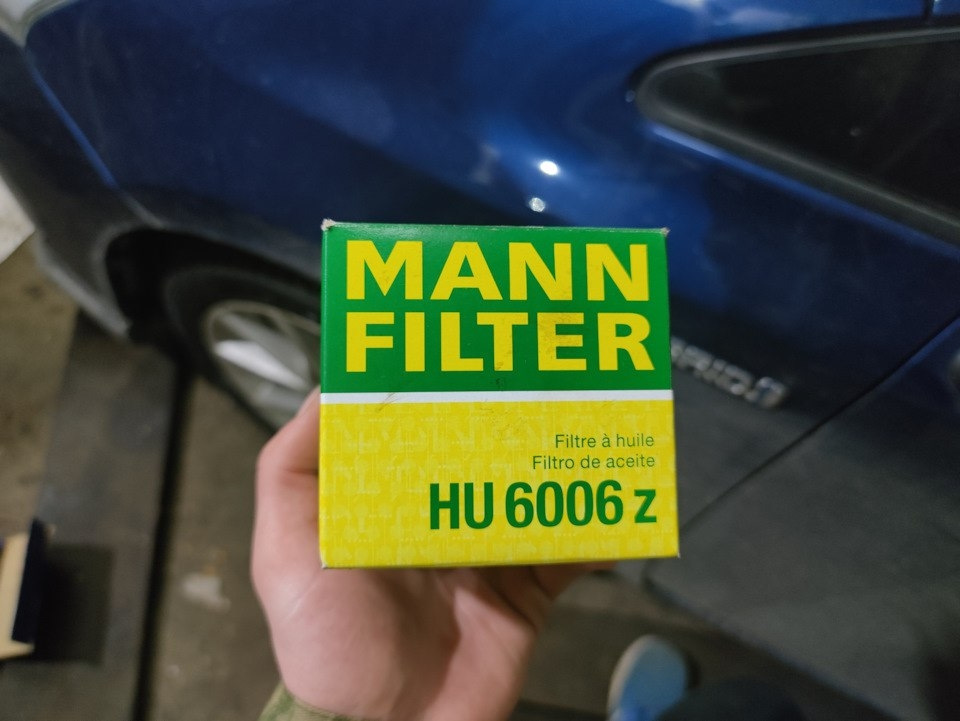 MANN
FILTER
Filtre à huile
Filtro de aceite
HU 6006 z